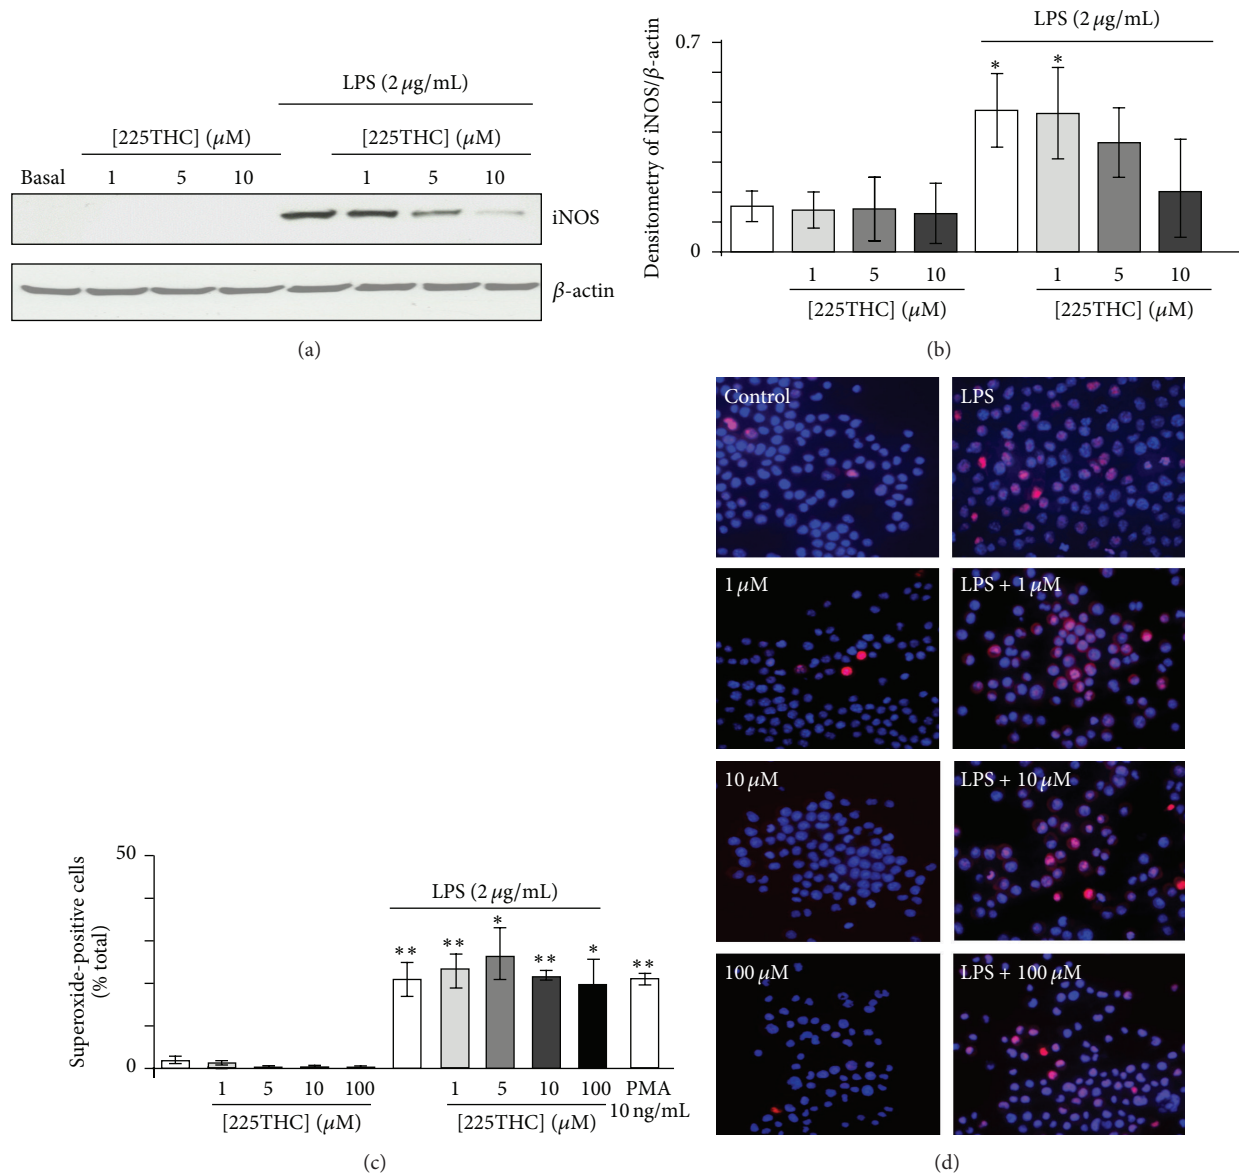 LPS (2 μg/mL)
[225THC] (μM)
[225THC] (μM)
Basal 1 5 10 1 5 10
iNOS
β-actin
(a)
LPS (2 μg/mL)
0.7
* *
Densitometry of iNOS/β-actin
0
1 5 10 1 5 10
[225THC] (μM) [225THC] (μM)
(b)
50
LPS (2 μg/mL)
** ** * ** * **
Superoxide-positive cells
(% total)
0
1 5 10 100 1 5 10 100 PMA
10 ng/mL
[225THC] (μM) [225THC] (μM)
(c)
Control LPS
1 μM LPS + 1 μM
10 μM LPS + 10 μM
100 μM LPS + 100 μM
(d)